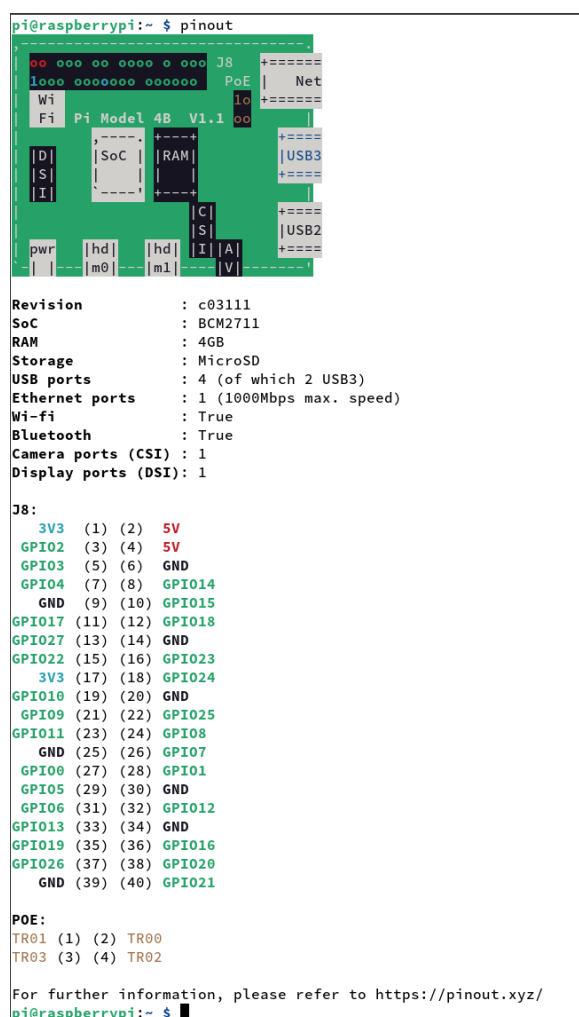 pi@raspberrypi:~ $ pinout
,--------------------------------.
| oo ooo oo oooo o ooo J8   +======
| 1ooo ooooooo oooooo  PoE  |   Net
|  Wi                   1o  +======
|  Fi  Pi Model 4B  V1.1 oo      |
|        ,----. +---+         +====
| |D|    |SoC | |RAM|         |USB3
| |S|    |    | |   |         +====
| |I|    `----' +---+            |
|                   |C|       +====
|                   |S|       |USB2
| pwr   |hd|   |hd| |I||A|    +====
`-| |---|m0|---|m1|----|V|-------'
Revision           : c03111
SoC                : BCM2711
RAM                : 4GB
Storage            : MicroSD
USB ports          : 4 (of which 2 USB3)
Ethernet ports     : 1 (1000Mbps max. speed)
Wi-fi              : True
Bluetooth          : True
Camera ports (CSI) : 1
Display ports (DSI): 1
J8:
   3V3  (1) (2)  5V
 GPIO2  (3) (4)  5V
 GPIO3  (5) (6)  GND
 GPIO4  (7) (8)  GPIO14
   GND  (9) (10) GPIO15
GPIO17 (11) (12) GPIO18
GPIO27 (13) (14) GND
GPIO22 (15) (16) GPIO23
   3V3 (17) (18) GPIO24
GPIO10 (19) (20) GND
 GPIO9 (21) (22) GPIO25
GPIO11 (23) (24) GPIO8
   GND (25) (26) GPIO7
 GPIO0 (27) (28) GPIO1
 GPIO5 (29) (30) GND
 GPIO6 (31) (32) GPIO12
GPIO13 (33) (34) GND
GPIO19 (35) (36) GPIO16
GPIO26 (37) (38) GPIO20
   GND (39) (40) GPIO21
POE:
TR01 (1) (2) TR00
TR03 (3) (4) TR02
For further information, please refer to https://pinout.xyz/
pi@raspberrypi:~ $